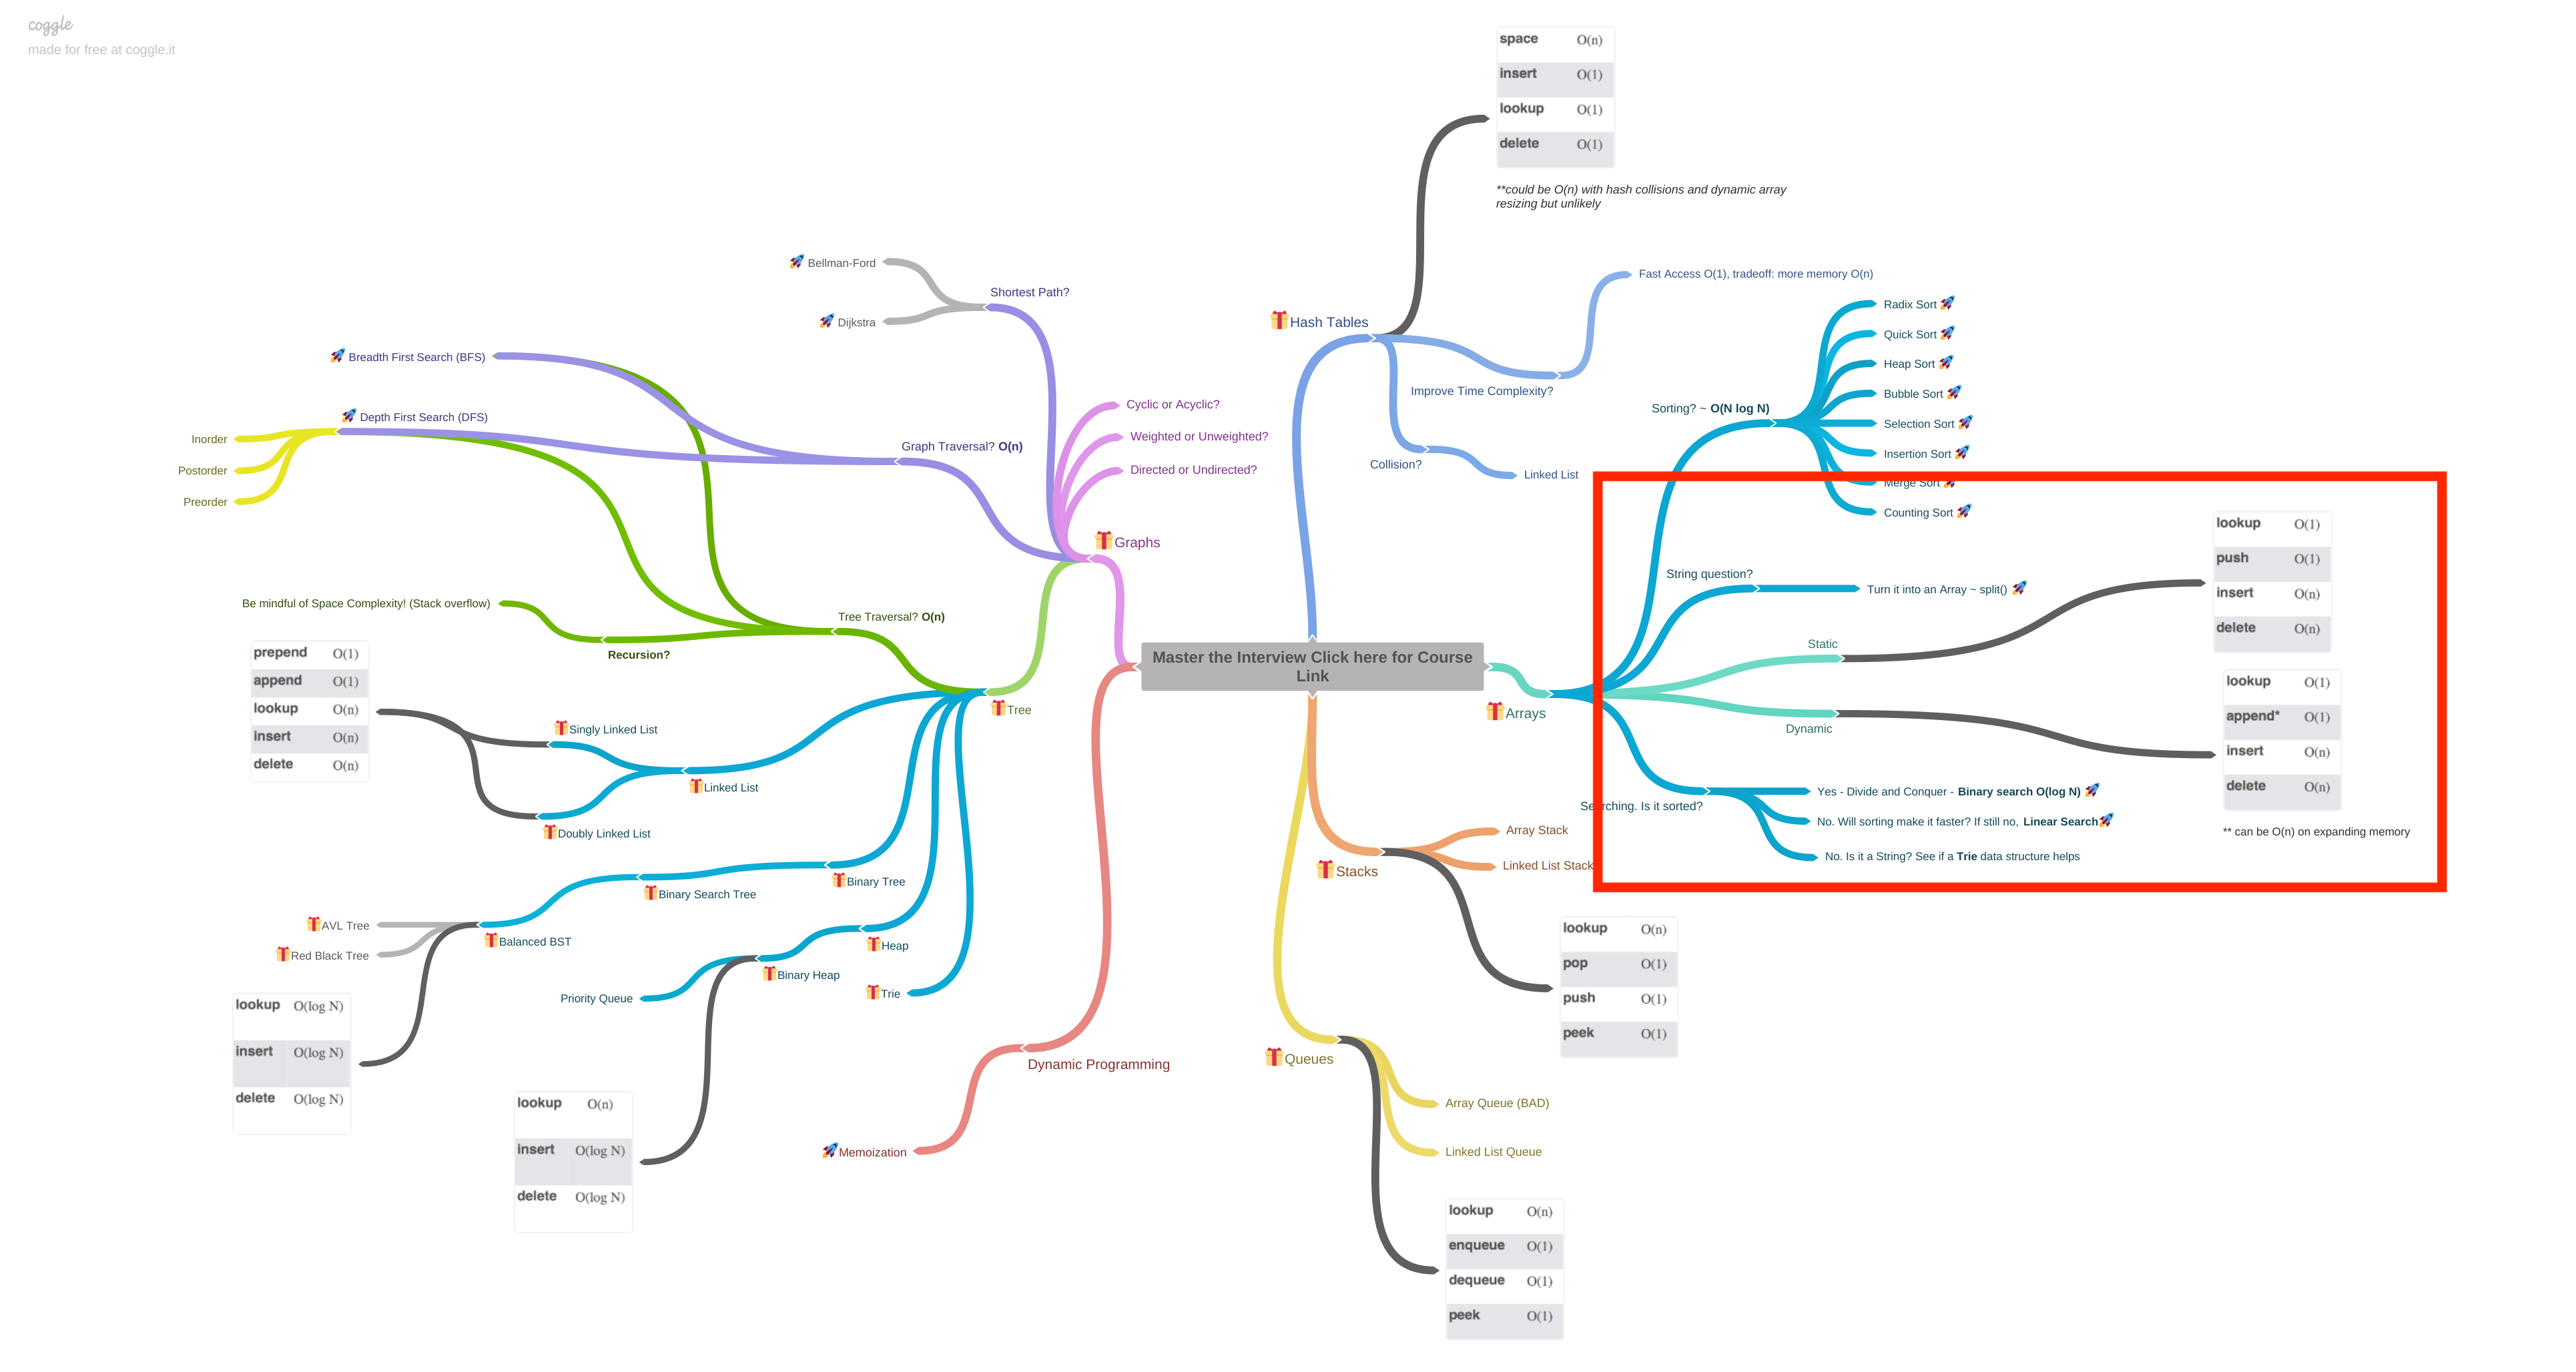 coggle
made for free at coggle.it
space O(n)
insert O(1)
lookup O(1)
delete O(1)
**could be O(n) with hash collisions and dynamic array
resizing but unlikely
Bellman-Ford
Shortest Path?
Dijkstra
Breadth First Search (BFS)
Depth First Search (DFS)
Inorder
Postorder
Preorder
Graph Traversal? O(n)
Cyclic or Acyclic?
Weighted or Unweighted?
Directed or Undirected?
Graphs
Be mindful of Space Complexity! (Stack overflow)
Tree Traversal? O(n)
Recursion?
Tree
prepend O(1)
append O(1)
lookup O(n)
insert O(n)
delete O(n)
Singly Linked List
Linked List
Doubly Linked List
Binary Tree
Binary Search Tree
AVL Tree
Red Black Tree
Balanced BST
Heap
Binary Heap
Priority Queue
Trie
lookup O(log N)
insert O(log N)
delete O(log N)
lookup O(n)
insert O(log N)
delete O(log N)
Dynamic Programming
Memoization
Master the Interview Click here for Course
Link
Hash Tables
Fast Access O(1), tradeoff: more memory O(n)
Improve Time Complexity?
Collision?
Linked List
Sorting? ~ O(N log N)
Radix Sort
Quick Sort
Heap Sort
Bubble Sort
Selection Sort
Insertion Sort
Merge Sort
Counting Sort
String question?
Turn it into an Array ~ split()
Static
Dynamic
Arrays
lookup O(1)
push O(1)
insert O(n)
delete O(n)
lookup O(1)
append* O(1)
insert O(n)
delete O(n)
** can be O(n) on expanding memory
Searching. Is it sorted?
Yes - Divide and Conquer - Binary search O(log N)
No. Will sorting make it faster? If still no, Linear Search
No. Is it a String? See if a Trie data structure helps
Array Stack
Linked List Stack
Stacks
lookup O(n)
pop O(1)
push O(1)
peek O(1)
Queues
Array Queue (BAD)
Linked List Queue
lookup O(n)
enqueue O(1)
dequeue O(1)
peek O(1)